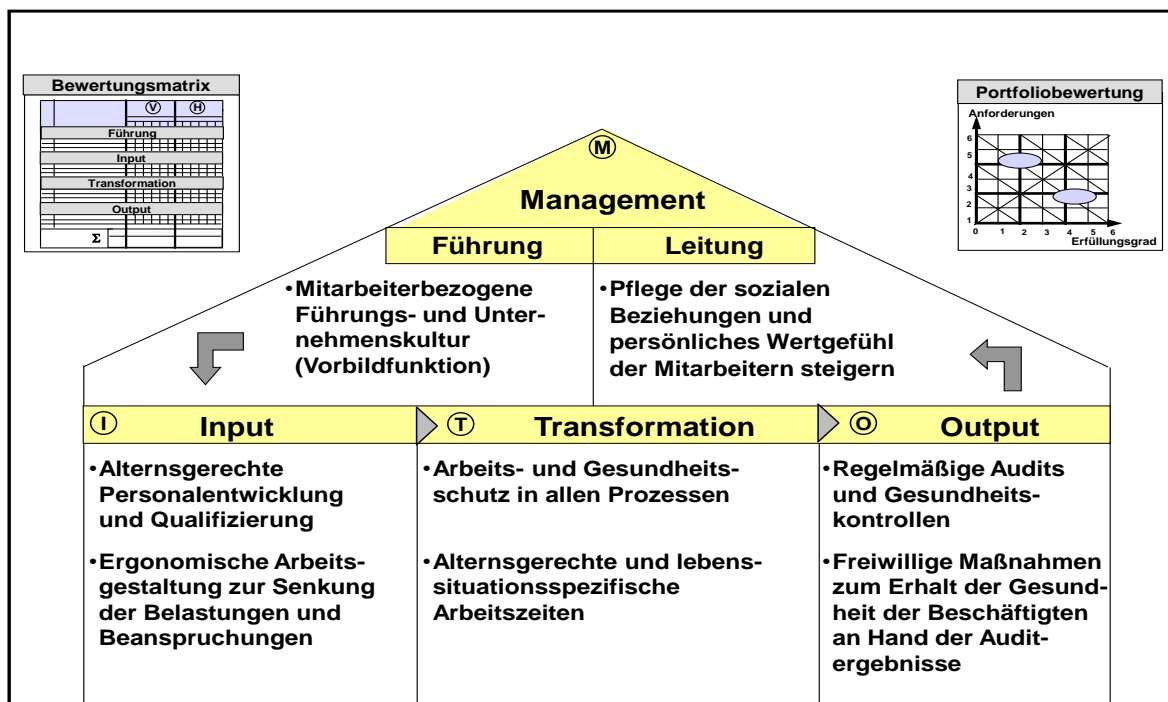 Bewertungsmatrix
V H
Führung
Input
Transformation
Output
Σ
Portfoliobewertung
Anforderungen
6
5
4
3
2
1
0 1 2 3 4 5 6
Erfüllungsgrad
M
Management
Führung Leitung
•Mitarbeiterbezogene
Führungs- und Unter-
nehmenskultur
(Vorbildfunktion)
•Pflege der sozialen
Beziehungen und
persönliches Wertgefühl
der Mitarbeitern steigern
I Input
•Alternsgerechte
Personalentwicklung
und Qualifizierung
•Ergonomische Arbeits-
gestaltung zur Senkung
der Belastungen und
Beanspruchungen
T Transformation
•Arbeits- und Gesundheits-
schutz in allen Prozessen
•Alternsgerechte und lebens-
situationsspezifische
Arbeitszeiten
O Output
•Regelmäßige Audits
und Gesundheits-
kontrollen
•Freiwillige Maßnahmen
zum Erhalt der Gesund-
heit der Beschäftigten
an Hand der Audit-
ergebnisse